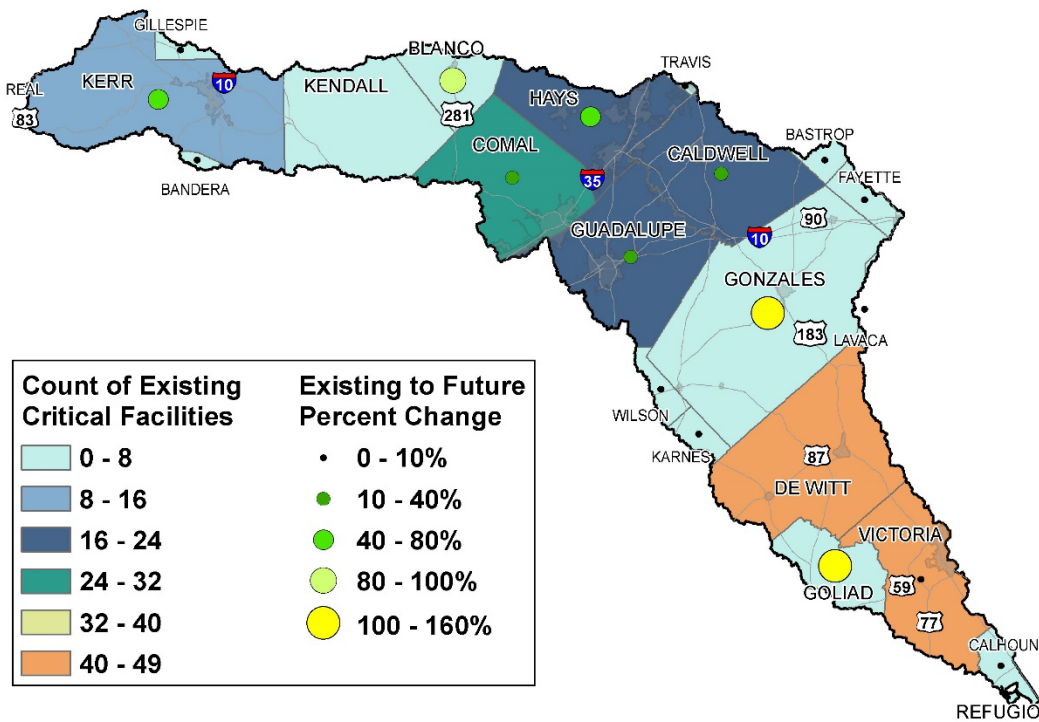 GILLESPIE
BLANCO
TRAVIS
REAL
KERR
10
KENDALL
HAYS
83
281
BASTROP
COMAL
CALDWELL
BANDERA
35
FAYETTE
90
GUADALUPE
10
GONZALES
183
LAVACA
WILSON
KARNES
87
DE WITT
VICTORIA
59
GOLIAD
77
CALHOUN
REFUGIO
Count of Existing
Critical Facilities
0 - 8
8 - 16
16 - 24
24 - 32
32 - 40
40 - 49
Existing to Future
Percent Change
0 - 10%
10 - 40%
40 - 80%
80 - 100%
100 - 160%